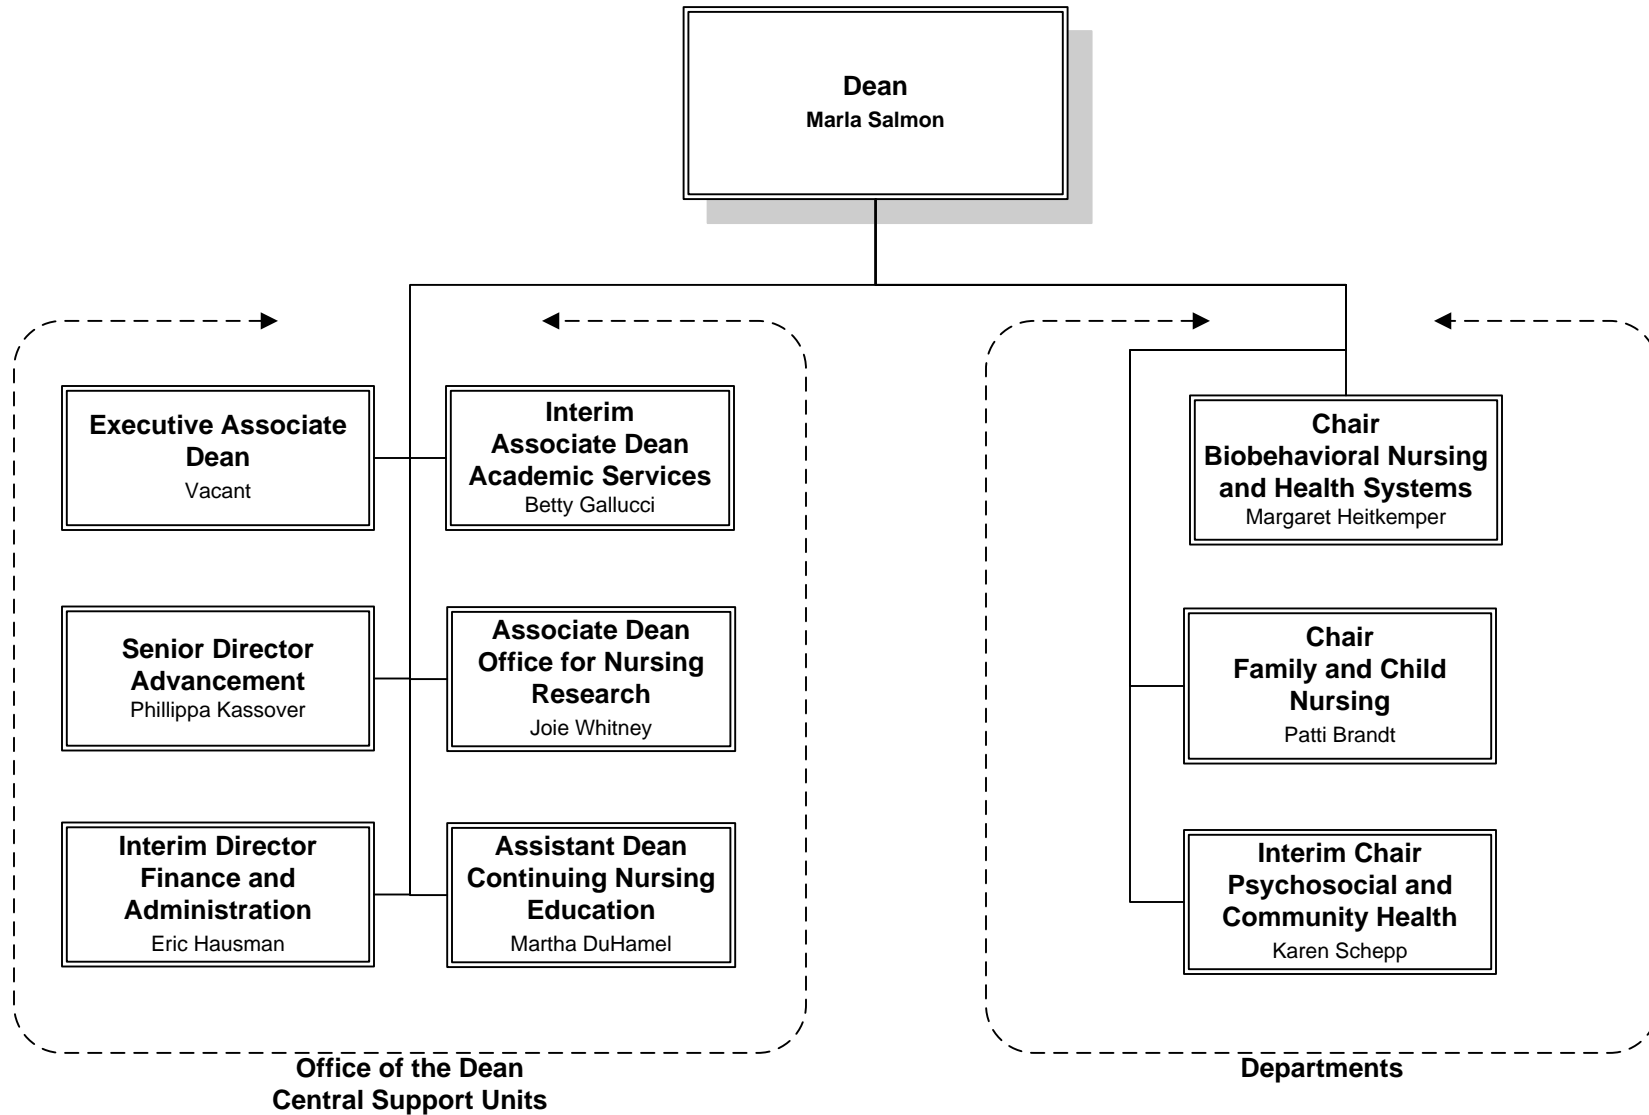 Dean
Marla Salmon
Executive Associate
Dean
Vacant
Interim
Associate Dean
Academic Services
Betty Gallucci
Senior Director
Advancement
Phillippa Kassover
Associate Dean
Office for Nursing
Research
Joie Whitney
Interim Director
Finance and
Administration
Eric Hausman
Assistant Dean
Continuing Nursing
Education
Martha DuHamel
Office of the Dean
Central Support Units
Chair
Biobehavioral Nursing
and Health Systems
Margaret Heitkemper
Chair
Family and Child
Nursing
Patti Brandt
Interim Chair
Psychosocial and
Community Health
Karen Schepp
Departments